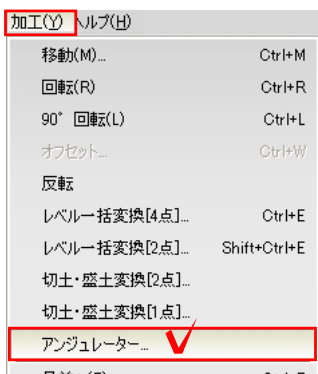 加工(Y) ヘルプ(H)
移動(M)... Ctrl+M
回転(R) Ctrl+R
90° 回転(L) Ctrl+L
オフセット... Ctrl+W
反転
レベル一括変換[4点]... Ctrl+E
レベル一括変換[2点]... Shift+Ctrl+E
切土・盛土変換[2点]...
切土・盛土変換[1点]...
アンジュレーター...